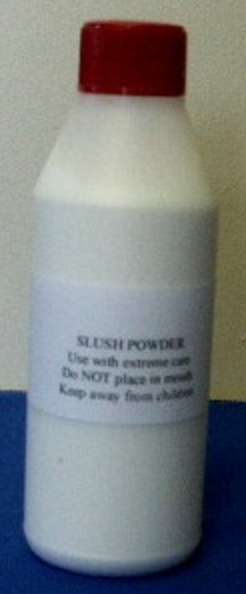 SLUSH POWDER
Use with extreme care
Do NOT place in mouth
Keep away from children